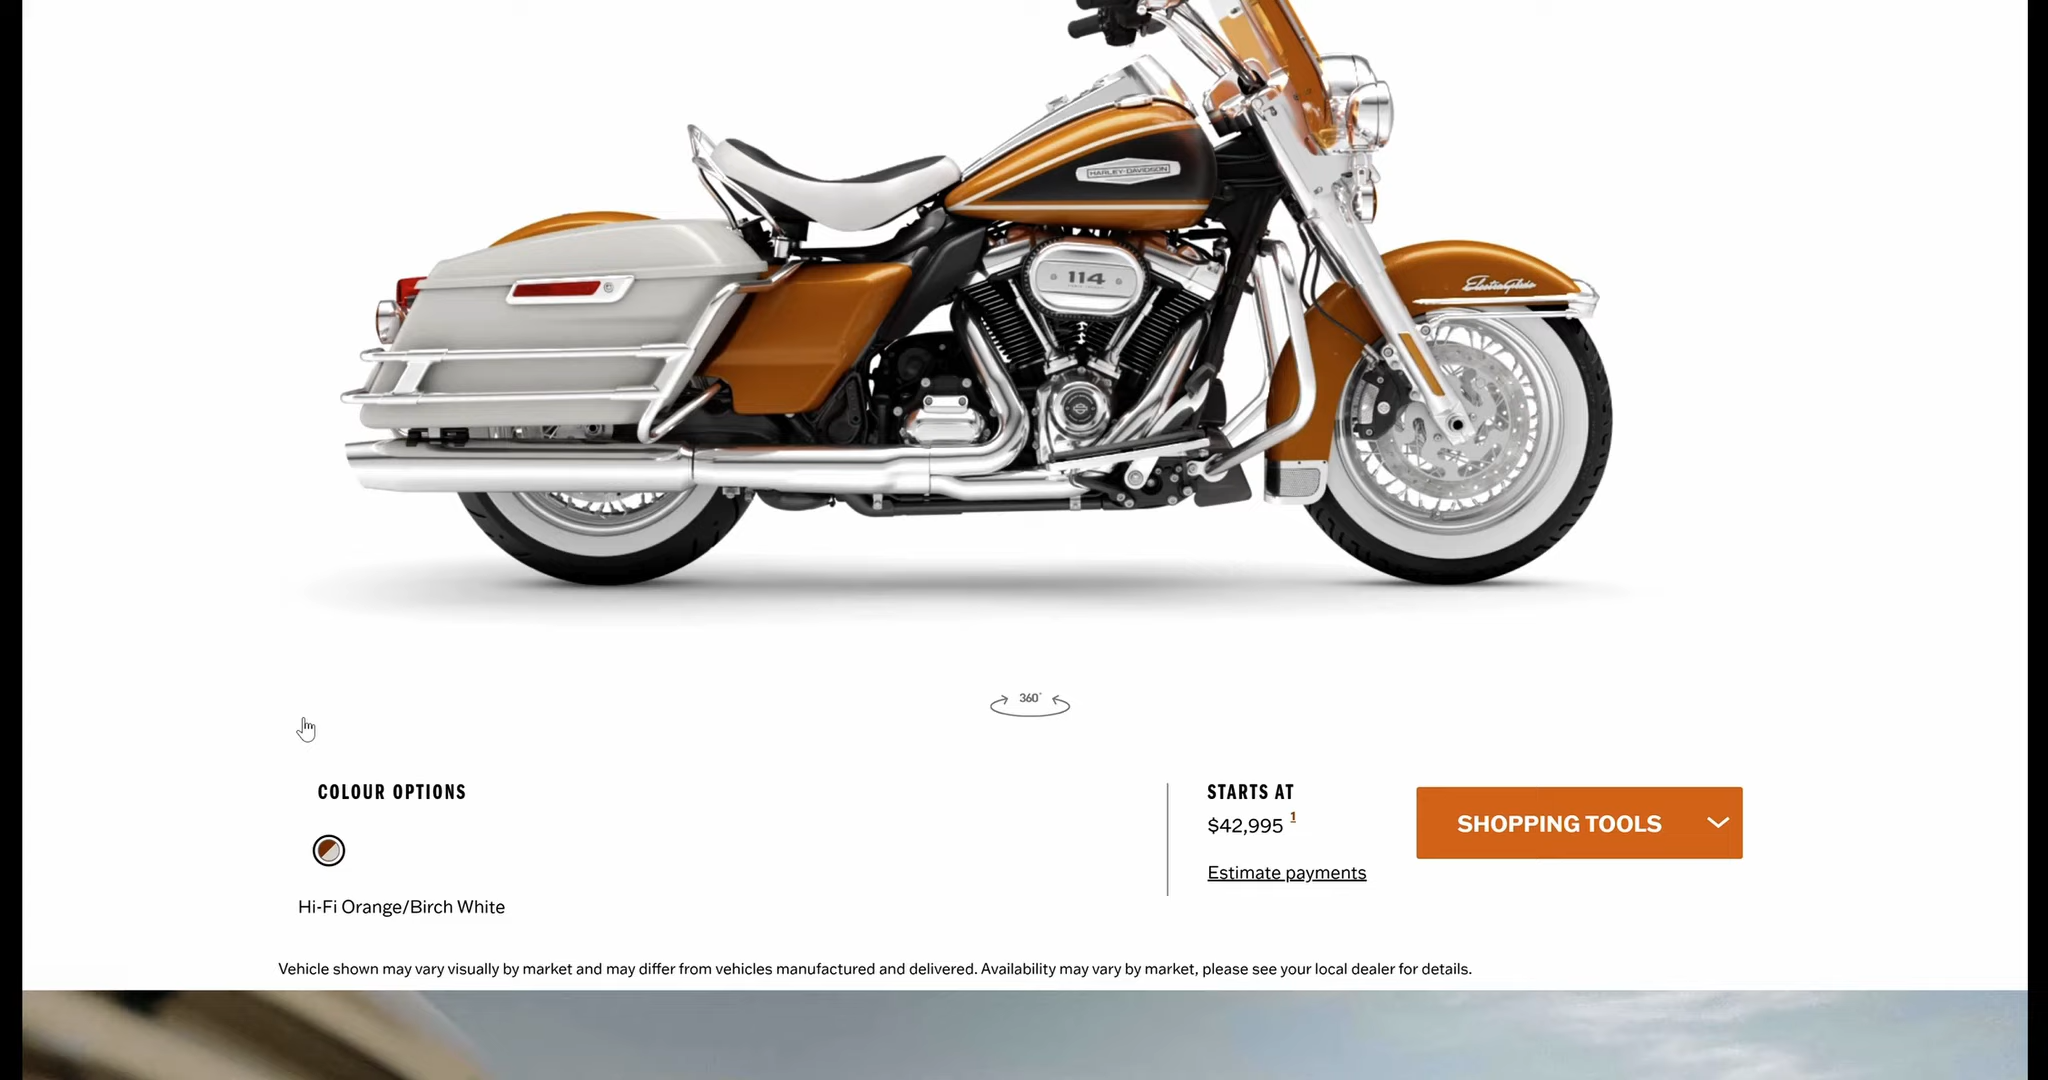 HARLEY-DAVIDSON
114
Electra Glide
360°
COLOUR OPTIONS
Hi-Fi Orange/Birch White
STARTS AT
$42,995 1
Estimate payments
SHOPPING TOOLS
Vehicle shown may vary visually by market and may differ from vehicles manufactured and delivered. Availability may vary by market, please see your local dealer for details.